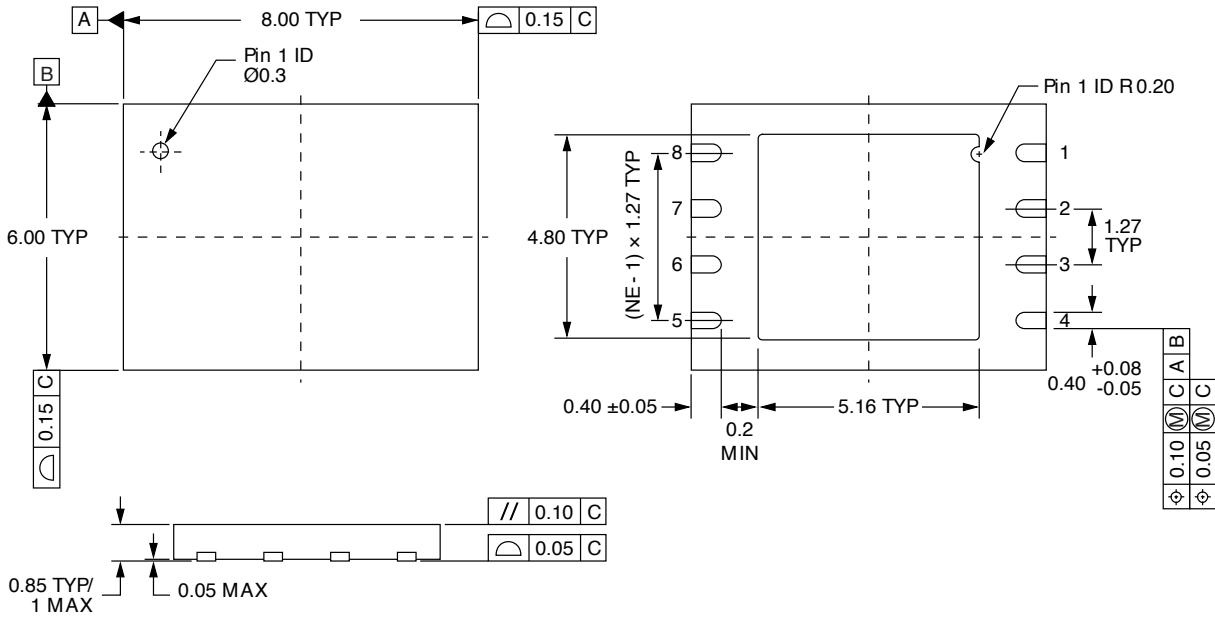 A
8.00 TYP
⌓ 0.15 C
Pin 1 ID
Ø0.3
B
6.00 TYP
⌓ 0.15 C
Pin 1 ID R 0.20
8
7
6
5
1
2
3
4
(NE - 1) × 1.27 TYP
4.80 TYP
1.27
TYP
0.40 ±0.05
0.2
MIN
5.16 TYP
0.40 +0.08
-0.05
⌖ 0.10 Ⓜ C A B
⌖ 0.05 Ⓜ C
// 0.10 C
⌓ 0.05 C
0.85 TYP/
1 MAX
0.05 MAX